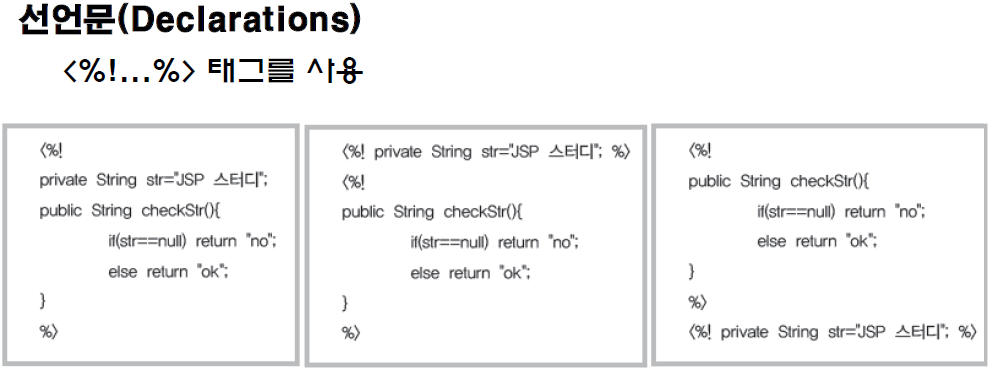 선언문(Declarations)
<%!...%> 태그를 사용
<%!
private String str="JSP 스터디";
public String checkStr(){
if(str==null) return "no";
else return "ok";
}
%>
<%! private String str="JSP 스터디"; %>
<%!
public String checkStr(){
if(str==null) return "no";
else return "ok";
}
%>
<%!
public String checkStr(){
if(str==null) return "no";
else return "ok";
}
%>
<%! private String str="JSP 스터디"; %>